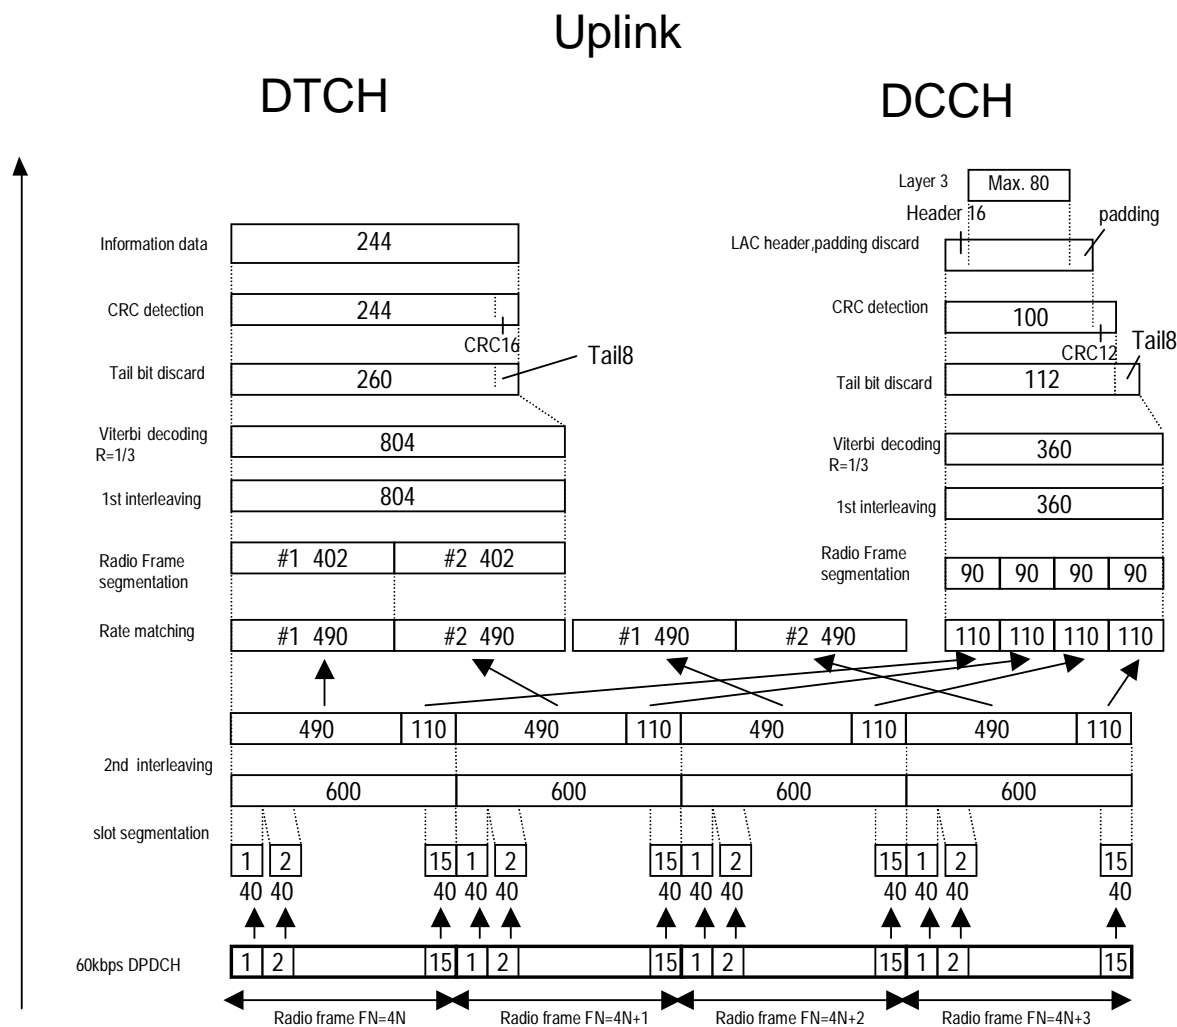 Uplink
DTCH
DCCH
Layer 3
Max. 80
Header 16
padding
Information data
244
LAC header,padding discard
CRC detection
244
CRC16
CRC detection
100
CRC12
Tail bit discard
260
Tail8
Tail bit discard
112
Tail8
Viterbi decoding
R=1/3
804
Viterbi decoding
R=1/3
360
1st interleaving
804
1st interleaving
360
Radio Frame
segmentation
#1 402
#2 402
Radio Frame
segmentation
90 90 90 90
Rate matching
#1 490
#2 490
#1 490
#2 490
110 110 110 110
490 110 490 110 490 110 490 110
2nd interleaving
600 600 600 600
slot segmentation
1 2 15 1 2 15 1 2 15 1 2 15
40 40 40 40 40 40 40 40 40 40 40 40
60kbps DPDCH
1 2 15 1 2 15 1 2 15 1 2 15
Radio frame FN=4N
Radio frame FN=4N+1
Radio frame FN=4N+2
Radio frame FN=4N+3